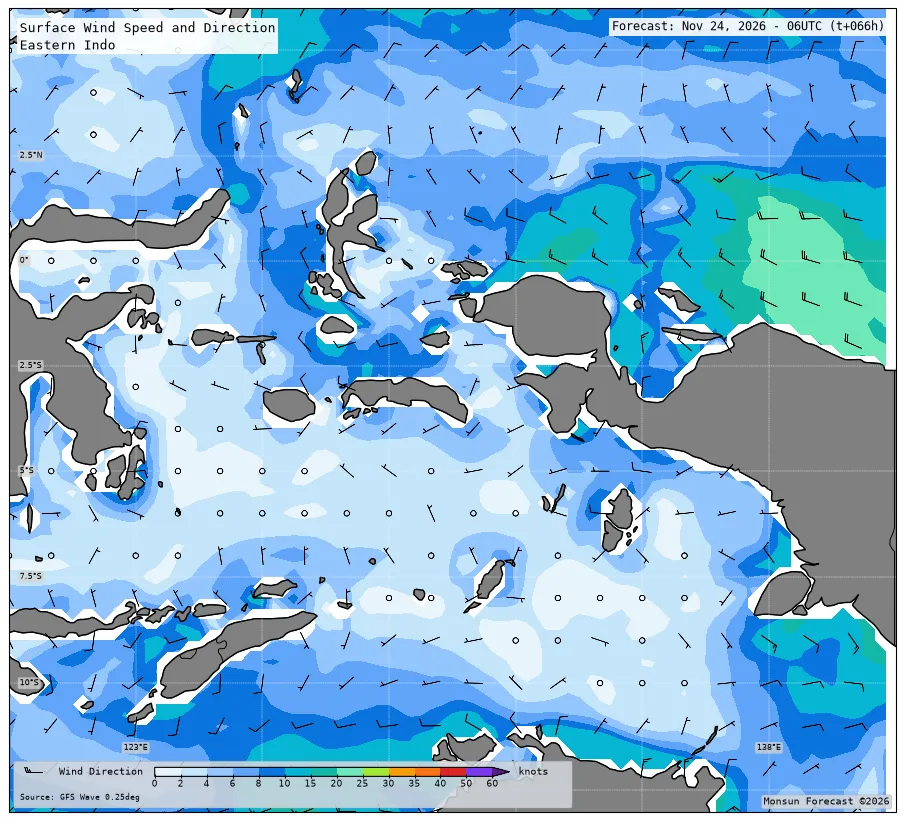 Surface Wind Speed and Direction
Eastern Indo
Forecast: Nov 24, 2026 - 06UTC (t+066h)
2.5°N
0°
2.5°S
5°S
7.5°S
10°S
123°E
138°E
Wind Direction
0 2 4 6 8 10 15 20 25 30 35 40 50 60
knots
Source: GFS Wave 0.25deg
Monsun Forecast ©2026